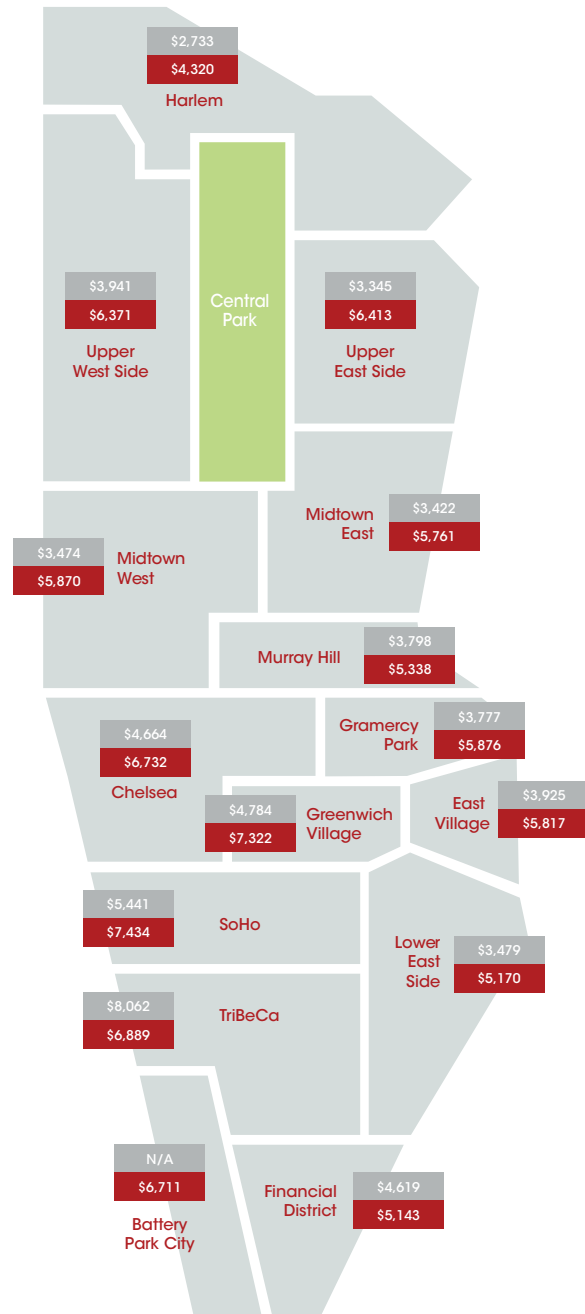 $2,733
$4,320
Harlem
$3,941
$6,371
Upper
West Side
Central
Park
$3,345
$6,413
Upper
East Side
Midtown
East
$3,422
$5,761
$3,474
$5,870
Midtown
West
Murray Hill
$3,798
$5,338
$4,664
$6,732
Chelsea
Gramercy
Park
$3,777
$5,876
$4,784
$7,322
Greenwich
Village
East
Village
$3,925
$5,817
$5,441
$7,434
SoHo
Lower
East
Side
$3,479
$5,170
$8,062
$6,889
TriBeCa
N/A
$6,711
Battery
Park City
Financial
District
$4,619
$5,143